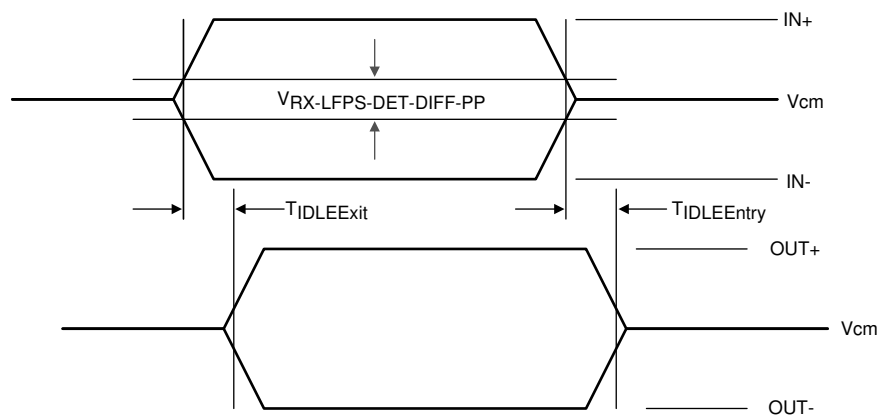 IN+
VRX-LFPS-DET-DIFF-PP
Vcm
IN-
TIDLEExit
TIDLEEntry
OUT+
Vcm
OUT-